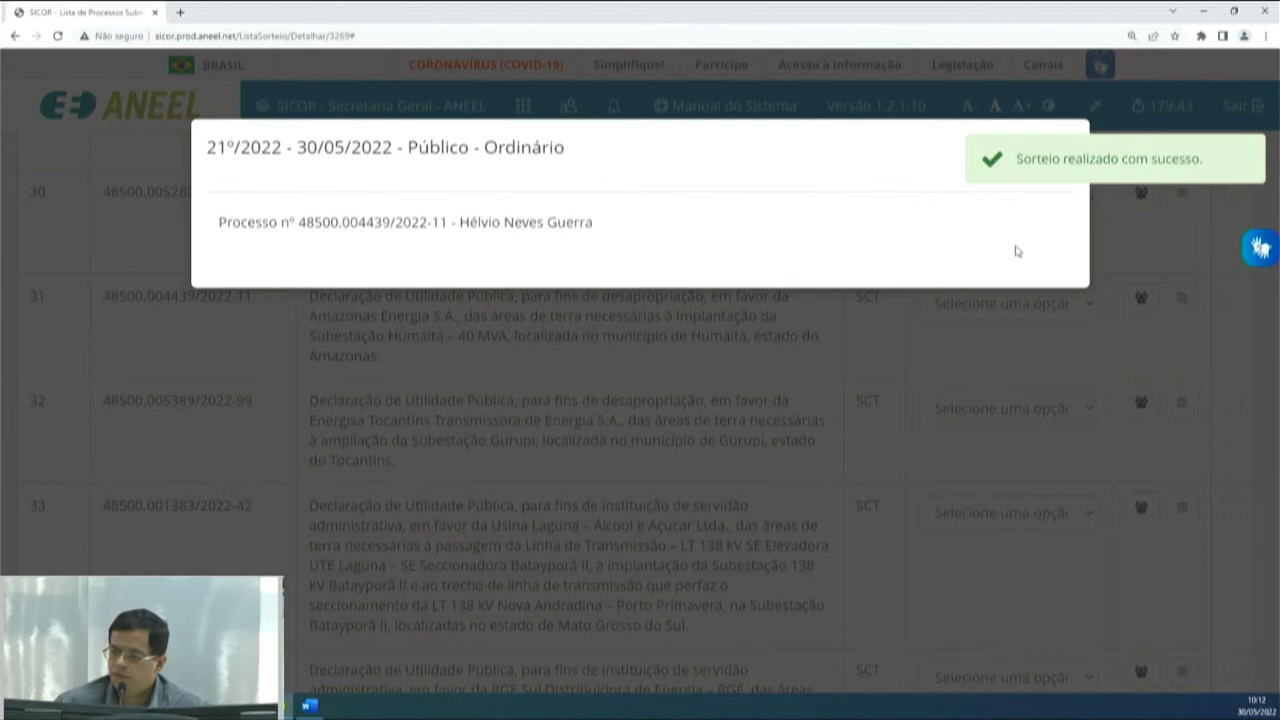 SICOR - Lista de Processos Subm
Não seguro | sicor.prod.aneel.net/ListaSorteio/Detalhar/3269#
BRASIL
CORONAVÍRUS (COVID-19)
Simplifique!
Participe
Acesso à informação
Legislação
Canais
ANEEL
SICOR - Secretaria Geral - ANEEL
Manual do Sistema
Versão 1.2.1.10
A-
A
A+
179:43
Sair
21º/2022 - 30/05/2022 - Público - Ordinário
Sorteio realizado com sucesso.
Processo nº 48500.004439/2022-11 - Hélvio Neves Guerra
30
31
48500.004439/2022-11
Declaração de Utilidade Pública, para fins de desapropriação, em favor da
Amazonas Energia S.A., das áreas de terra necessárias à implantação da
Subestação Humaitá – 40 MVA, localizada no município de Humaitá, estado do
Amazonas.
SCT
Selecione uma opção
32
48500.005389/2022-99
Declaração de Utilidade Pública, para fins de desapropriação, em favor da
Energisa Tocantins Transmissora de Energia S.A., das áreas de terra necessárias
à ampliação da Subestação Gurupi, localizada no município de Gurupi, estado
do Tocantins.
SCT
Selecione uma opção
33
48500.001383/2022-42
Declaração de Utilidade Pública, para fins de instituição de servidão
administrativa, em favor da Usina Laguna – Álcool e Açúcar Ltda., das áreas de
terra necessárias à passagem da Linha de Transmissão – LT 138 kV SE Elevadora
UTE Laguna – SE Seccionadora Batayporã II, à implantação da Subestação 138
kV Batayporã II e ao trecho de linha de transmissão que perfaz o
seccionamento da LT 138 kV Nova Andradina – Porto Primavera, na Subestação
Batayporã II, localizadas no estado de Mato Grosso do Sul.
SCT
Selecione uma opção
Declaração de Utilidade Pública, para fins de instituição de servidão
administrativa, em favor da RGE Sul Distribuidora de Energia – RGE, das áreas
SCT
Selecione uma opção
10:12
30/05/2022